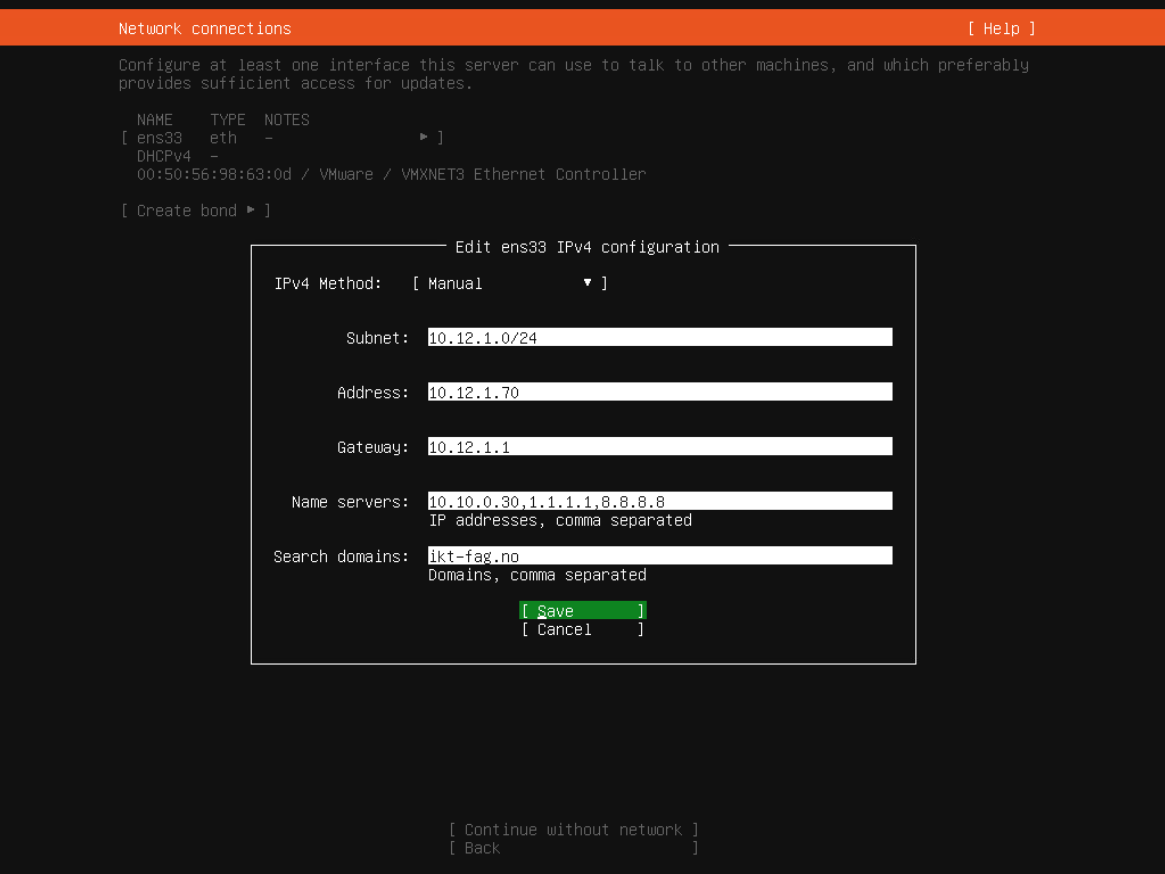 Network connections [ Help ]
Configure at least one interface this server can use to talk to other machines, and which preferably
provides sufficient access for updates.
NAME TYPE NOTES
[ ens33 eth – ▸ ]
DHCPv4 –
00:50:56:98:63:0d / VMware / VMXNET3 Ethernet Controller
[ Create bond ▸ ]
Edit ens33 IPv4 configuration
IPv4 Method: [ Manual ▾ ]
Subnet: 10.12.1.0/24
Address: 10.12.1.70
Gateway: 10.12.1.1
Name servers: 10.10.0.30,1.1.1.1,8.8.8.8
IP addresses, comma separated
Search domains: ikt-fag.no
Domains, comma separated
[ Save ]
[ Cancel ]
[ Continue without network ]
[ Back ]